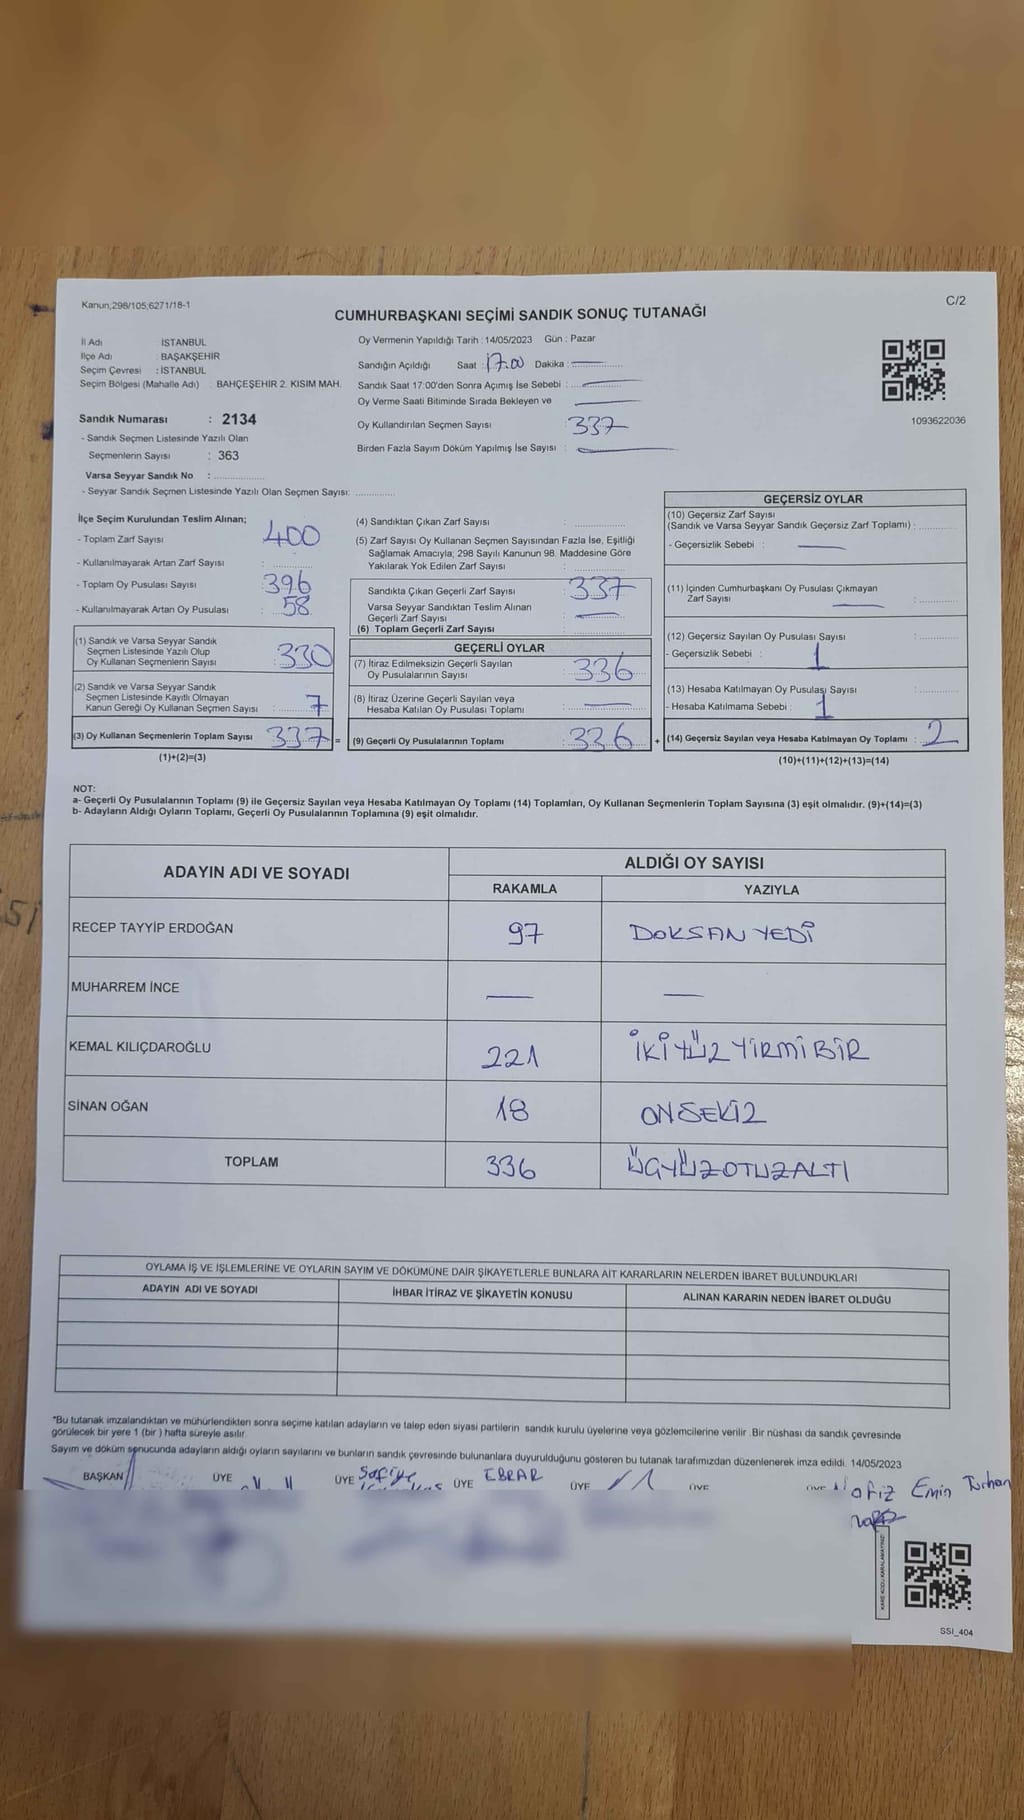 Kanun;298/105;6271/18-1
C/2
CUMHURBAŞKANI SEÇİMİ SANDIK SONUÇ TUTANAĞI
İl Adı İSTANBUL
İlçe Adı : BAŞAKŞEHİR
Seçim Çevresi : İSTANBUL
Seçim Bölgesi (Mahalle Adı) : BAHÇEŞEHİR 2. KISIM MAH.
Sandık Numarası : 2134
- Sandık Seçmen Listesinde Yazılı Olan
Seçmenlerin Sayısı : 363
Varsa Seyyar Sandık No :
- Seyyar Sandık Seçmen Listesinde Yazılı Olan Seçmen Sayısı:
Oy Vermenin Yapıldığı Tarih : 14/05/2023 Gün : Pazar
Sandığın Açıldığı Saat : 17.00 Dakika :
Sandık Saat 17:00'den Sonra Açımış İse Sebebi :
Oy Verme Saati Bitiminde Sırada Bekleyen ve
Oy Kullandırılan Seçmen Sayısı : 337
Birden Fazla Sayım Döküm Yapılmış İse Sayısı :
1093622036
İlçe Seçim Kurulundan Teslim Alınan;
- Toplam Zarf Sayısı 400
- Kullanılmayarak Artan Zarf Sayısı :
- Toplam Oy Pusulası Sayısı : 396
- Kullanılmayarak Artan Oy Pusulası : 58
(1) Sandık ve Varsa Seyyar Sandık
Seçmen Listesinde Yazılı Olup
Oy Kullanan Seçmenlerin Sayısı : 330
(2) Sandık ve Varsa Seyyar Sandık
Seçmen Listesinde Kayıtlı Olmayan
Kanun Gereği Oy Kullanan Seçmen Sayısı : 7
(3) Oy Kullanan Seçmenlerin Toplam Sayısı 337 =
(1)+(2)=(3)
(4) Sandıktan Çıkan Zarf Sayısı :
(5) Zarf Sayısı Oy Kullanan Seçmen Sayısından Fazla İse, Eşitliği
Sağlamak Amacıyla; 298 Sayılı Kanunun 98. Maddesine Göre
Yakılarak Yok Edilen Zarf Sayısı :
Sandıkta Çıkan Geçerli Zarf Sayısı : 337
Varsa Seyyar Sandıktan Teslim Alınan
Geçerli Zarf Sayısı :
(6) Toplam Geçerli Zarf Sayısı
GEÇERLİ OYLAR
(7) İtiraz Edilmeksizin Geçerli Sayılan
Oy Pusulalarının Sayısı : 336
(8) İtiraz Üzerine Geçerli Sayılan veya
Hesaba Katılan Oy Pusulası Toplamı :
(9) Geçerli Oy Pusulalarının Toplamı : 336 +
GEÇERSİZ OYLAR
(10) Geçersiz Zarf Sayısı
(Sandık ve Varsa Seyyar Sandık Geçersiz Zarf Toplamı) :
- Geçersizlik Sebebi :
(11) İçinden Cumhurbaşkanı Oy Pusulası Çıkmayan
Zarf Sayısı :
(12) Geçersiz Sayılan Oy Pusulası Sayısı :
- Geçersizlik Sebebi : 1
(13) Hesaba Katılmayan Oy Pusulası Sayısı :
- Hesaba Katılmama Sebebi : 1
(14) Geçersiz Sayılan veya Hesaba Katılmayan Oy Toplamı : 2
(10)+(11)+(12)+(13)=(14)
NOT:
a- Geçerli Oy Pusulalarının Toplamı (9) ile Geçersiz Sayılan veya Hesaba Katılmayan Oy Toplamı (14) Toplamları, Oy Kullanan Seçmenlerin Toplam Sayısına (3) eşit olmalıdır. (9)+(14)=(3)
b- Adayların Aldığı Oyların Toplamı, Geçerli Oy Pusulalarının Toplamına (9) eşit olmalıdır.
ADAYIN ADI VE SOYADI
ALDIĞI OY SAYISI
RAKAMLA YAZIYLA
RECEP TAYYİP ERDOĞAN 97 DOKSAN YEDİ
MUHARREM İNCE
KEMAL KILIÇDAROĞLU 221 İKİ YÜZ YİRMİ BİR
SİNAN OĞAN 18 ONSEKİZ
TOPLAM 336 ÜÇYÜZOTUZALTI
OYLAMA İŞ VE İŞLEMLERİNE VE OYLARIN SAYIM VE DÖKÜMÜNE DAİR ŞİKAYETLERLE BUNLARA AİT KARARLARIN NELERDEN İBARET BULUNDUKLARI
ADAYIN ADI VE SOYADI İHBAR İTİRAZ VE ŞİKAYETİN KONUSU ALINAN KARARIN NEDEN İBARET OLDUĞU
*Bu tutanak imzalandıktan ve mühürlendikten sonra seçime katılan adayların ve talep eden siyasi partilerin sandık kurulu üyelerine veya gözlemcilerine verilir. Bir nüshası da sandık çevresinde
görülecek bir yere 1 (bir ) hafta süreyle asılır.
Sayım ve döküm sonucunda adayların aldığı oyların sayılarını ve bunların sandık çevresinde bulunanlara duyurulduğunu gösteren bu tutanak tarafımızdan düzenlenerek imza edildi. 14/05/2023
BAŞKAN ÜYE ÜYE Safiye ÜYE EBRAR ÜYE ÜYE
Hafız Emin Turhan
KARE KODU KARALAMAYINIZ!
SSI_404